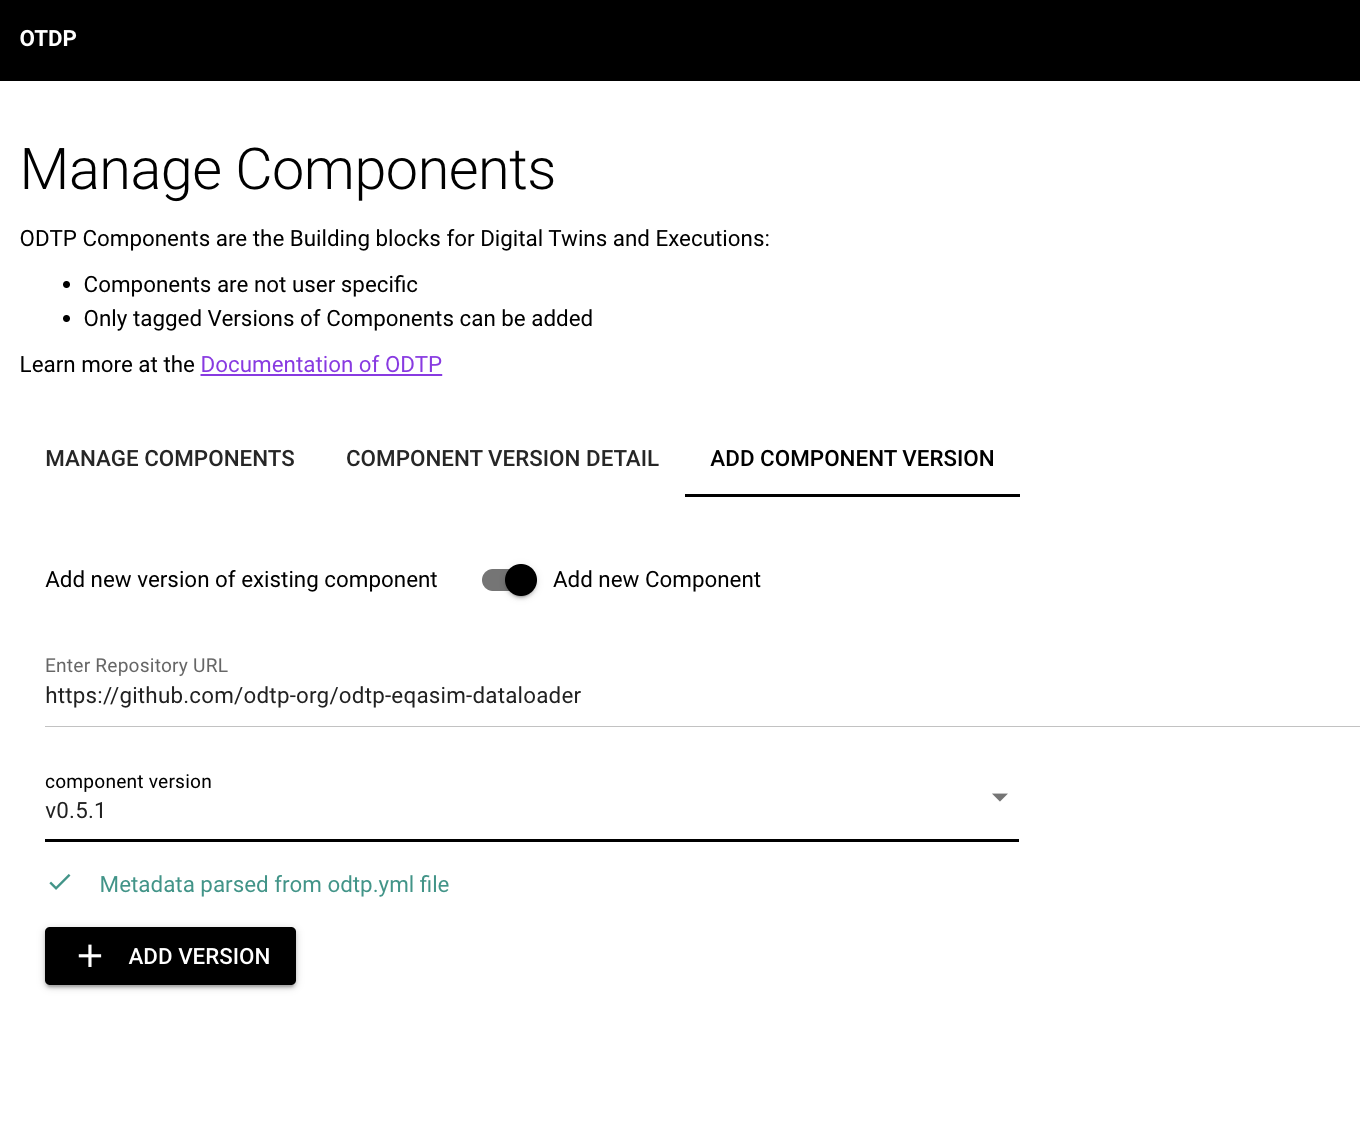 OTDP
Manage Components
ODTP Components are the Building blocks for Digital Twins and Executions:
Components are not user specific
Only tagged Versions of Components can be added
Learn more at the Documentation of ODTP
MANAGE COMPONENTS COMPONENT VERSION DETAIL ADD COMPONENT VERSION
Add new version of existing component Add new Component
Enter Repository URL
https://github.com/odtp-org/odtp-eqasim-dataloader
component version
v0.5.1
Metadata parsed from odtp.yml file
ADD VERSION